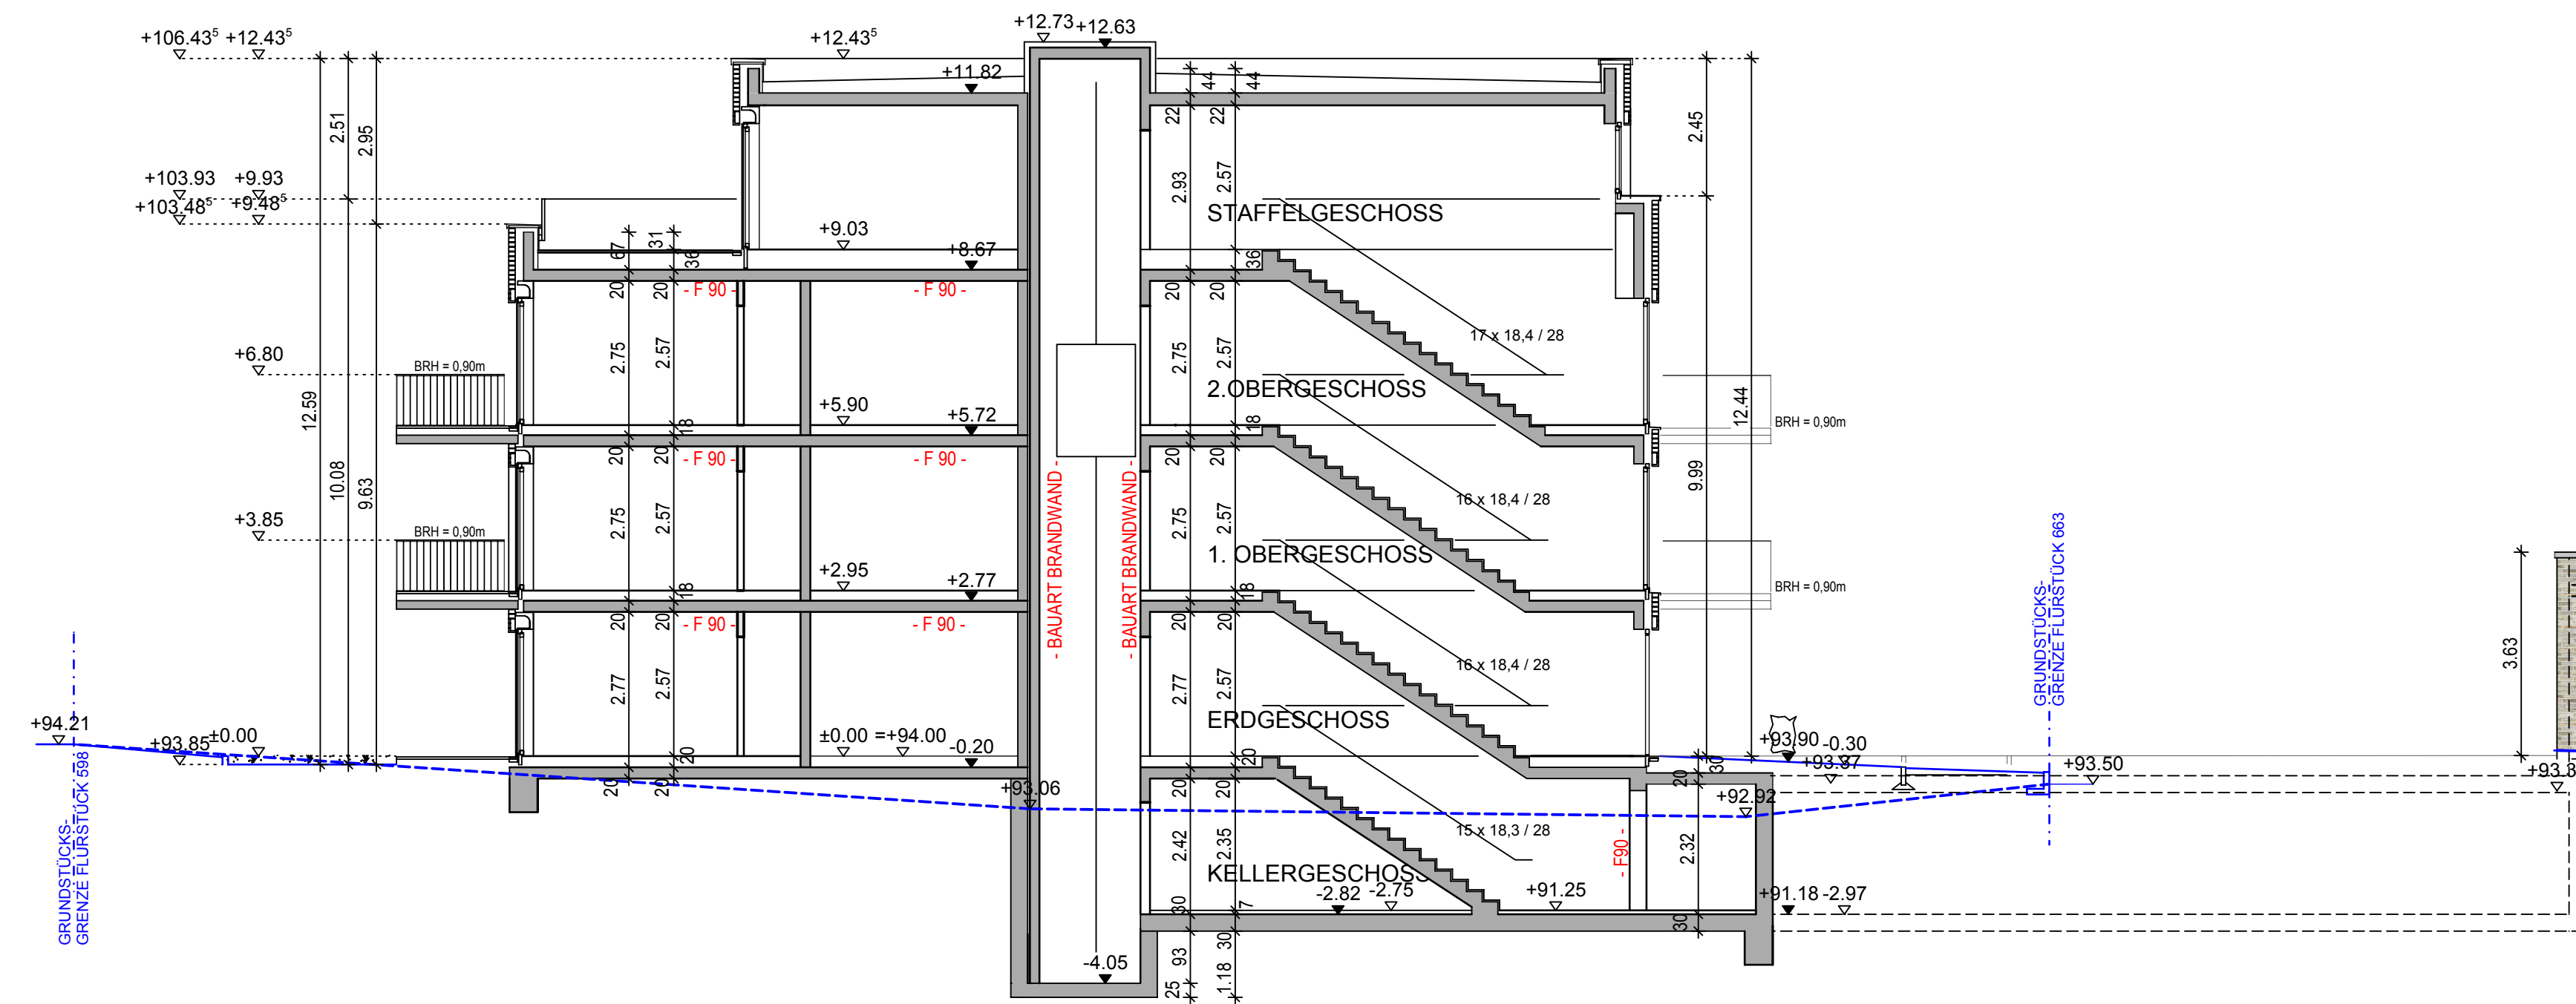 +12.73 +12.63
+106.43⁵ +12.43⁵ +12.43⁵
+11.82
44 44
22 22
2.51 2.95 2.45
2.93 2.57
+103.93 +9.93
+103.48⁵ +9.48⁵
STAFFELGESCHOSS
+9.03
+8.67
67 31 36 36
20 20 20 20
- F 90 - - F 90 -
17 x 18,4 / 28
+6.80
BRH = 0,90m
2.75 2.57 2.75 2.57
2.OBERGESCHOSS
12.59
12.44
+5.90
+5.72
18 18
BRH = 0,90m
20 20 20 20
- F 90 - - F 90 -
10.08 9.63
9.99
16 x 18,4 / 28
- BAUART BRANDWAND -
- BAUART BRANDWAND -
+3.85
BRH = 0,90m
2.75 2.57 2.75 2.57
1. OBERGESCHOSS
+2.95
+2.77
18 18
BRH = 0,90m
20 20 20 20
- F 90 - - F 90 -
16 x 18,4 / 28
3.63
GRUNDSTÜCKS-
GRENZE FLURSTÜCK 663
2.77 2.57 2.77 2.57
ERDGESCHOSS
+94.21
+93.85 ±0.00
±0.00 =+94.00
-0.20
20 20
+93.90 -0.30
+93.37
30
+93.50
20 20 20 20 20
+93.06
+92.92
GRUNDSTÜCKS-
GRENZE FLURSTÜCK 598
15 x 18,3 / 28
2.42 2.35 2.32
- F90 -
KELLERGESCHOSS
-2.82 -2.75
+91.25
+91.18 -2.97
30 7
30
93 30
-4.05
25 1.18